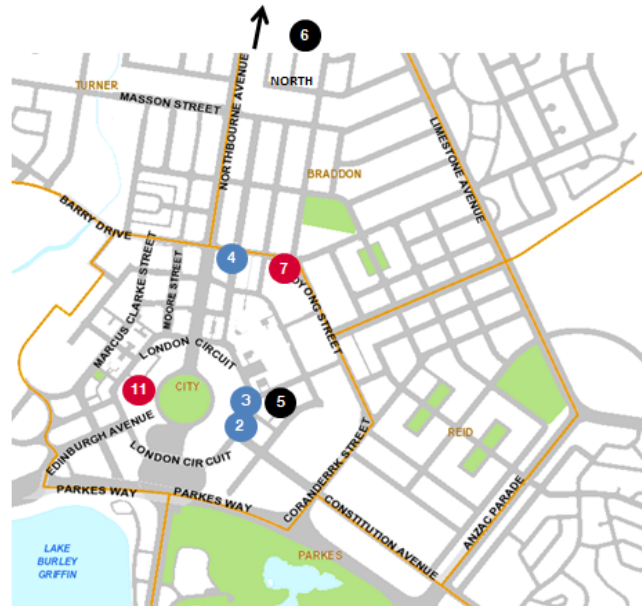 6
NORTH
TURNER
MASSON STREET
NORTHBOURNE AVENUE
LIMESTONE AVENUE
BRADDON
BARRY DRIVE
4
7
OYONG STREET
MARCUS CLARKE STREET
MOORE STREET
LONDON CIRCUIT
11
CITY
3
5
2
REID
EDINBURGH AVENUE
LONDON CIRCUIT
CORANDERRK STREET
PARKES WAY
PARKES WAY
CONSTITUTION AVENUE
ANZAC PARADE
PARKES
LAKE
BURLEY
GRIFFIN